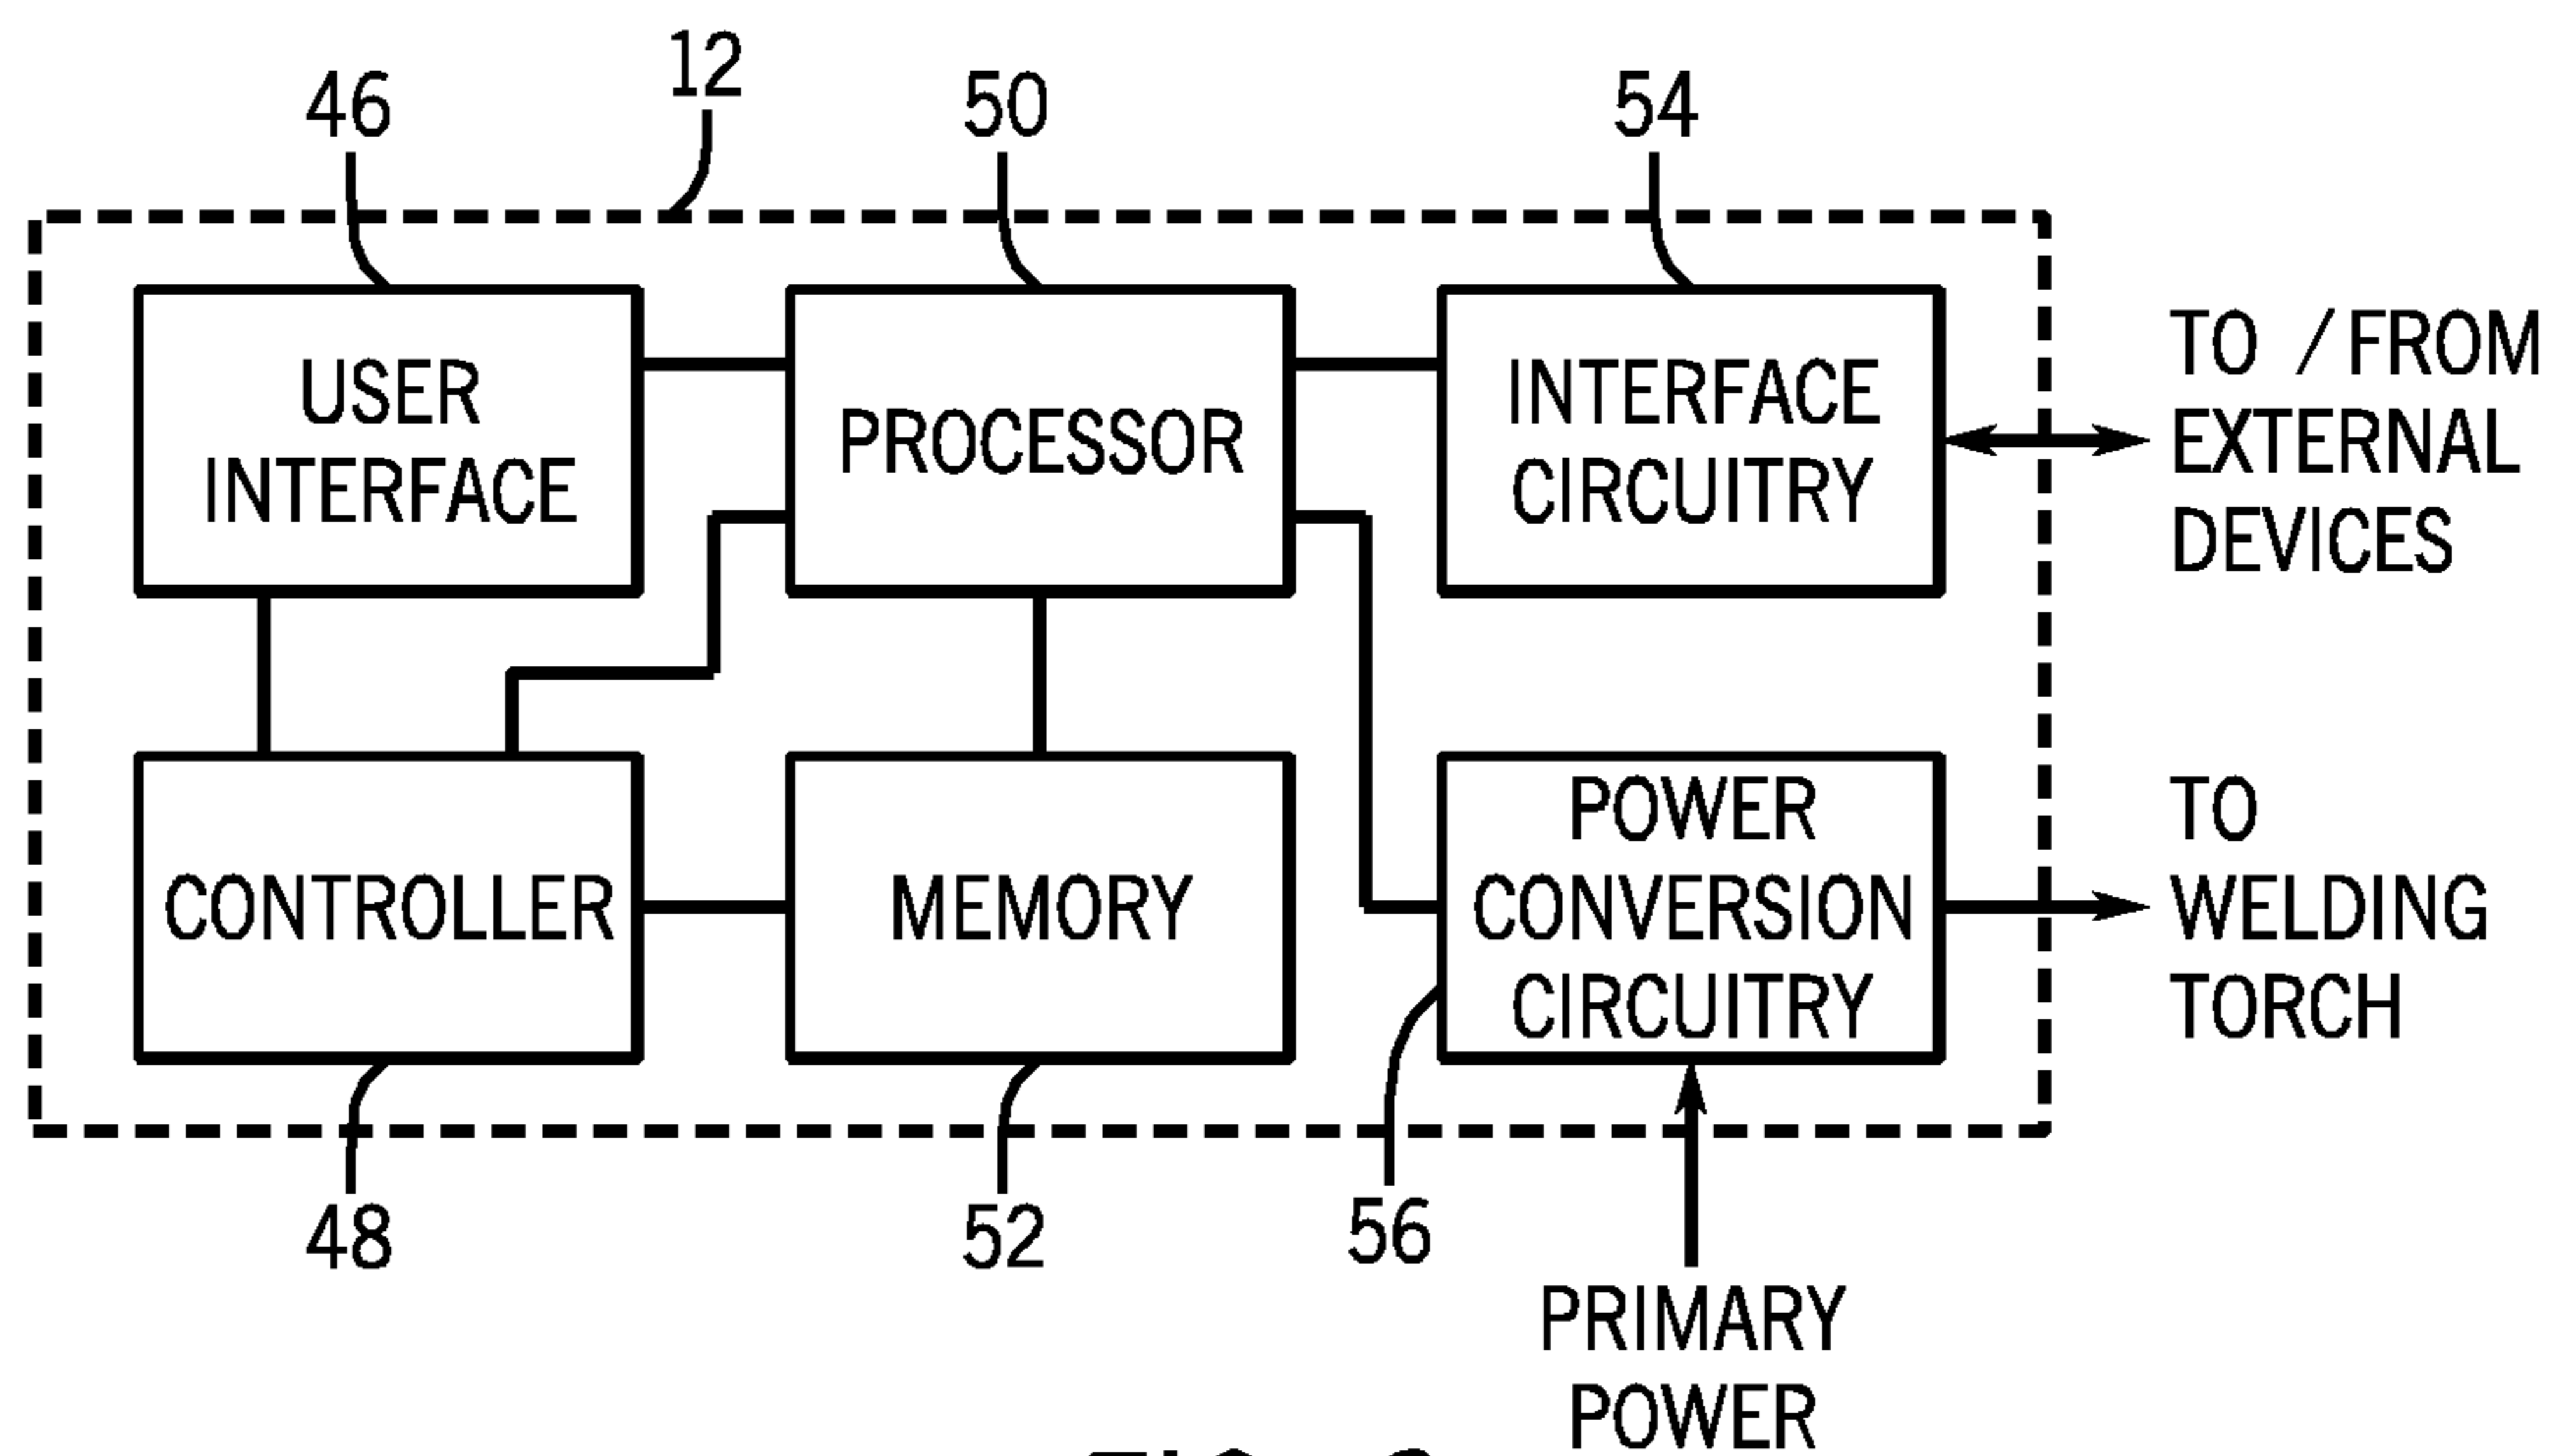 12
46
50
54
USER
INTERFACE
PROCESSOR
INTERFACE
CIRCUITRY
TO / FROM
EXTERNAL
DEVICES
CONTROLLER
MEMORY
POWER
CONVERSION
CIRCUITRY
TO
WELDING
TORCH
48
52
56
PRIMARY
POWER